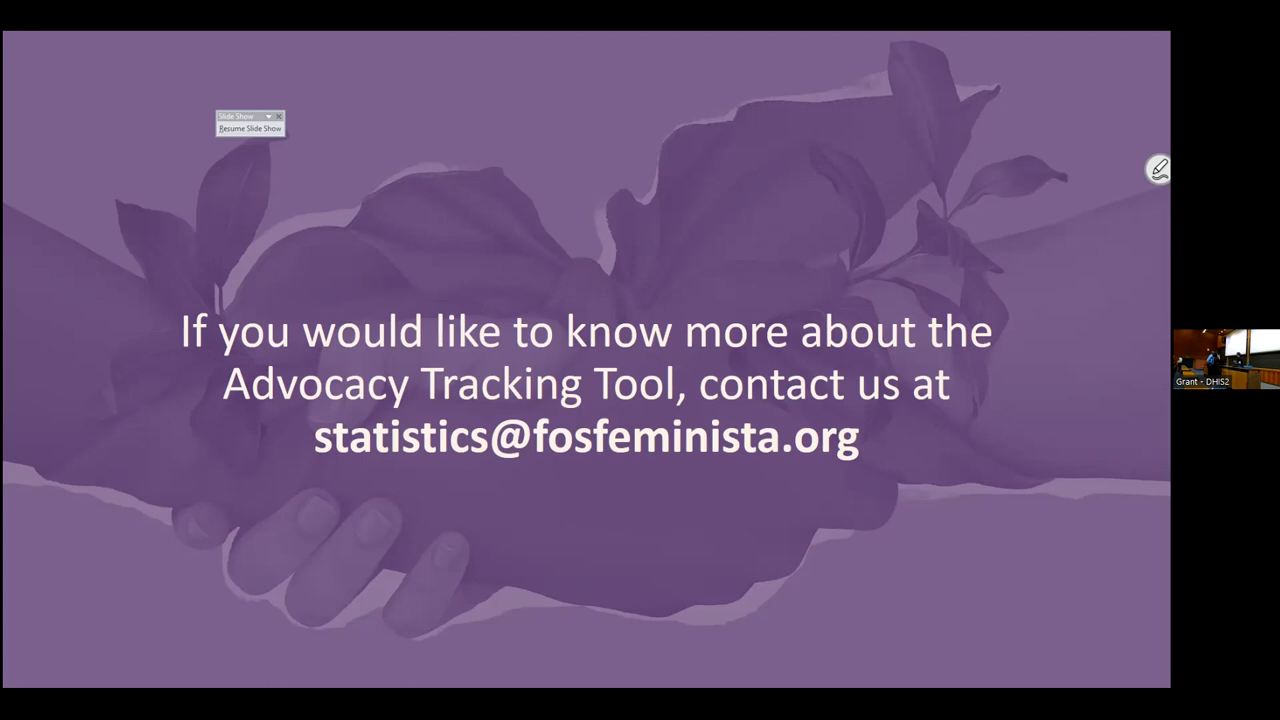 Slide Show
Resume Slide Show
If you would like to know more about the
Advocacy Tracking Tool, contact us at
statistics@fosfeminista.org
Grant - DHIS2